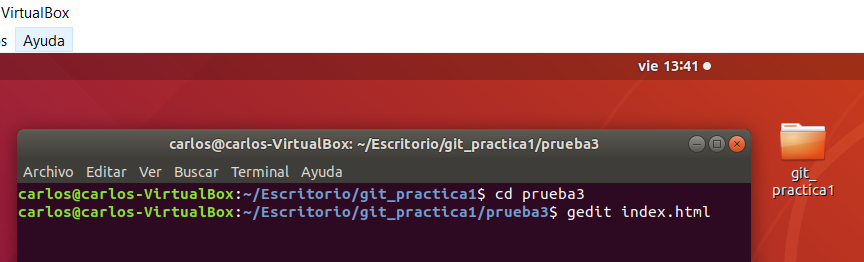 VirtualBox
Ayuda
vie 13:41
carlos@carlos-VirtualBox: ~/Escritorio/git_practica1/prueba3
git_
practica1
Archivo Editar Ver Buscar Terminal Ayuda
carlos@carlos-VirtualBox:~/Escritorio/git_practica1$ cd prueba3
carlos@carlos-VirtualBox:~/Escritorio/git_practica1/prueba3$ gedit index.html